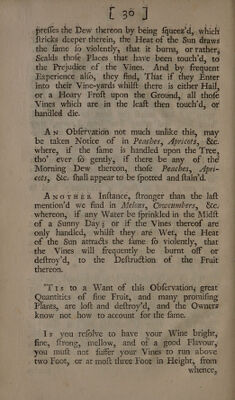 [ 30 ]
presses the Dew thereon by being squeez'd, which
stricks deeper therein, the Heat of the Sun draws
the same so violently, that it burns, or rather,
Scalds those Places that have been touch'd, to
the Prejudice of the Vines. And by frequent
Experience also, they find, That if they Enter
into their Vine-yards whilst there is either Hail,
or a Hoary Frost upon the Ground, all those
Vines which are in the least then touch'd, or
handled die.
AN Observation not much unlike this, may
be taken Notice of in Peaches, Apricots, &c.
where, if the same is handled upon the Tree,
tho' ever so gently, if there be any of the
Morning Dew thereon, those Peaches, Apri-
cots, &c. shall appear to be spotted and stain'd.
ANOTHER Instance, stronger than the last
mention'd we find in Melons, Cowcumbers, &c.
whereon, if any Water be sprinkled in the Midst
of a Sunny Day; or if the Vines thereof are
only handled, whilst they are Wet, the Heat
of the Sun attracts the same so violently, that
the Vines will frequently be burnt off or
destroy'd, to the Destruction of the Fruit
thereon.
'TIS to a Want of this Observation, great
Quantities of fine Fruit, and many promising
Plants, are lost and destroy'd, and the Owners
know not how to account for the same.
IF you resolve to have your Wine bright,
fine, strong, mellow, and of a good Flavour,
you must not suffer your Vines to run above
two Foot, or at most three Foot in Height, from
whence,